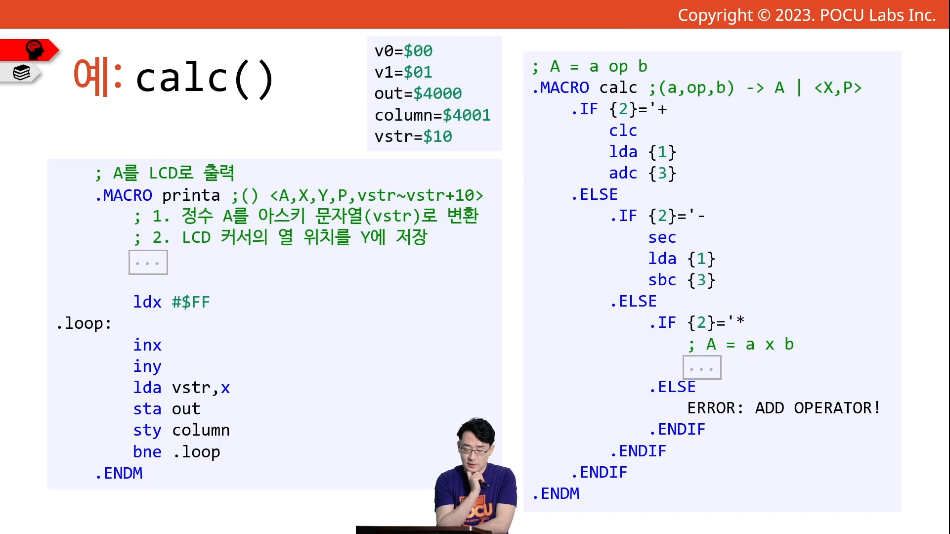 Copyright © 2023. POCU Labs Inc.
예: calc()
v0=$00
v1=$01
out=$4000
column=$4001
vstr=$10
; A를 LCD로 출력
.MACRO printa ;() <A,X,Y,P,vstr~vstr+10>
; 1. 정수 A를 아스키 문자열(vstr)로 변환
; 2. LCD 커서의 열 위치를 Y에 저장
...
ldx #$FF
.loop:
inx
iny
lda vstr,x
sta out
sty column
bne .loop
.ENDM
; A = a op b
.MACRO calc ;(a,op,b) -> A | <X,P>
.IF {2}='+
clc
lda {1}
adc {3}
.ELSE
.IF {2}='-
sec
lda {1}
sbc {3}
.ELSE
.IF {2}='*
; A = a x b
...
.ELSE
ERROR: ADD OPERATOR!
.ENDIF
.ENDIF
.ENDIF
.ENDM
POCU